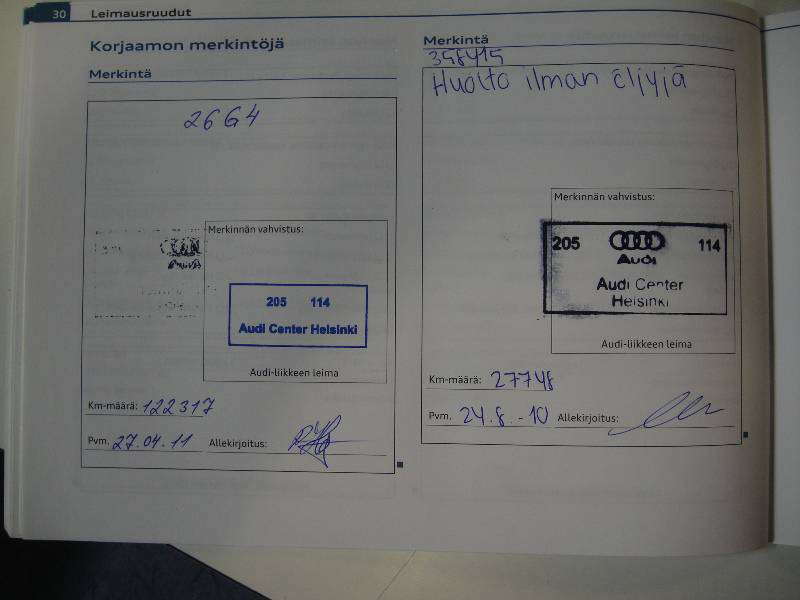 30 Leimausruudut
Korjaamon merkintöjä
Merkintä
26G4
Merkinnän vahvistus:
205 114
Audi Center Helsinki
Audi-liikkeen leima
Km-määrä: 122317
Pvm. 27.04.11 Allekirjoitus:
Merkintä
358415
Huolto ilman öljyjä
Merkinnän vahvistus:
205 114
Audi
Audi Center
Helsinki
Audi-liikkeen leima
Km-määrä: 27748
Pvm. 24.8.-10 Allekirjoitus: